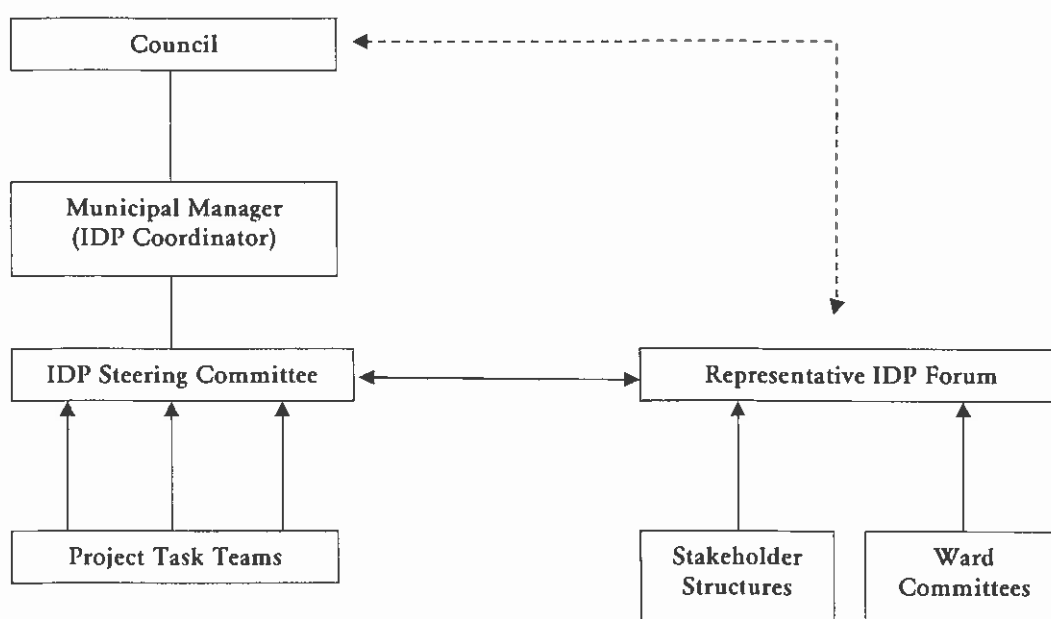 Council
Municipal Manager
(IDP Coordinator)
IDP Steering Committee
Representative IDP Forum
Project Task Teams
Stakeholder
Structures
Ward
Committees